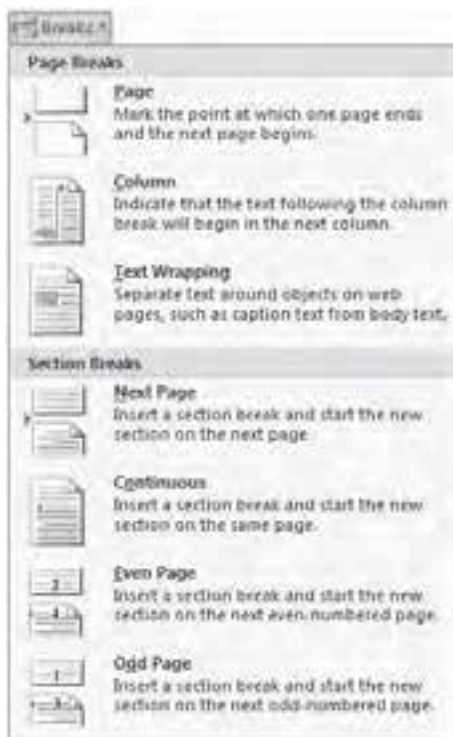 Breaks
Page Breaks
Page
Mark the point at which one page ends
and the next page begins.
Column
Indicate that the text following the column
break will begin in the next column.
Text Wrapping
Separate text around objects on web
pages, such as caption text from body text.
Section Breaks
Next Page
Insert a section break and start the new
section on the next page.
Continuous
Insert a section break and start the new
section on the same page.
Even Page
2
4
Insert a section break and start the new
section on the next even-numbered page.
Odd Page
1
3
Insert a section break and start the new
section on the next odd-numbered page.